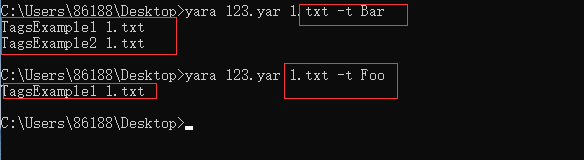 C:\Users\86188\Desktop>yara 123.yar 1.txt -t Bar
TagsExample1 1.txt
TagsExample2 1.txt
C:\Users\86188\Desktop>yara 123.yar 1.txt -t Foo
TagsExample1 1.txt
C:\Users\86188\Desktop>